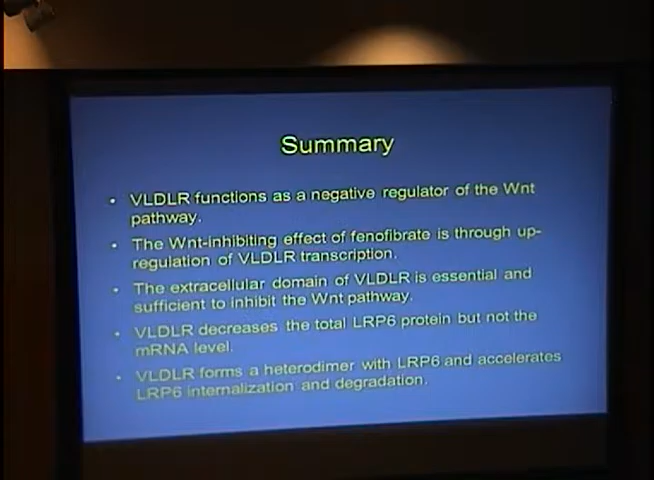 Summary
• VLDLR functions as a negative regulator of the Wnt
pathway.
• The Wnt-inhibiting effect of fenofibrate is through up-
regulation of VLDLR transcription.
• The extracellular domain of VLDLR is essential and
sufficient to inhibit the Wnt pathway.
• VLDLR decreases the total LRP6 protein but not the
mRNA level.
• VLDLR forms a heterodimer with LRP6 and accelerates
LRP6 internalization and degradation.